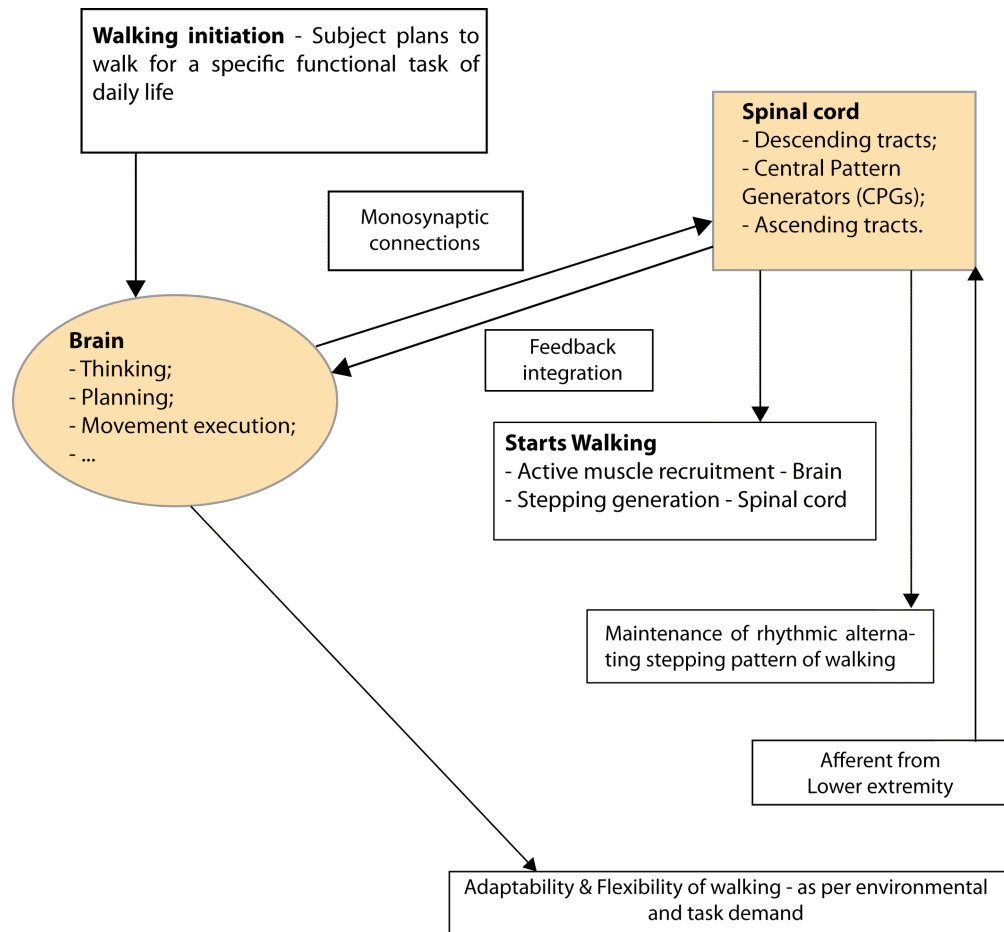 Walking initiation - Subject plans to
walk for a specific functional task of
daily life
Spinal cord
- Descending tracts;
- Central Pattern
Generators (CPGs);
- Ascending tracts.
Monosynaptic
connections
Brain
- Thinking;
- Planning;
- Movement execution;
- ...
Feedback
integration
Starts Walking
- Active muscle recruitment - Brain
- Stepping generation - Spinal cord
Maintenance of rhythmic alterna-
ting stepping pattern of walking
Afferent from
Lower extremity
Adaptability & Flexibility of walking - as per environmental
and task demand